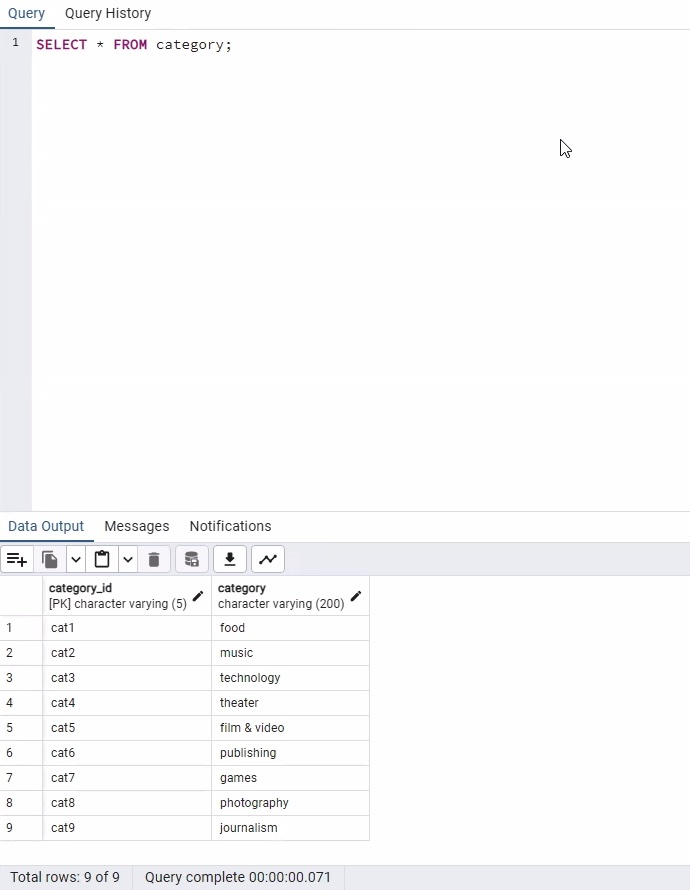 Query Query History
1 SELECT * FROM category;
Data Output Messages Notifications
category_id category
[PK] character varying (5) character varying (200)
1 cat1 food
2 cat2 music
3 cat3 technology
4 cat4 theater
5 cat5 film & video
6 cat6 publishing
7 cat7 games
8 cat8 photography
9 cat9 journalism
Total rows: 9 of 9 Query complete 00:00:00.071